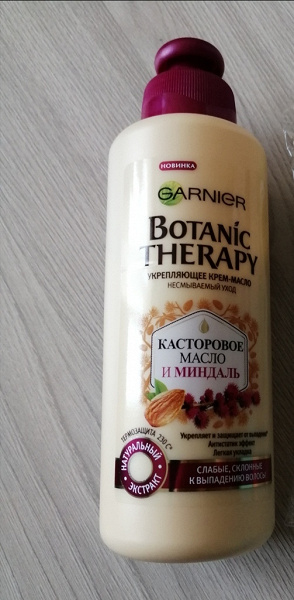 НОВИНКА
GARNIER
BOTANIC
THERAPY
УКРЕПЛЯЮЩЕЕ КРЕМ-МАСЛО
НЕСМЫВАЕМЫЙ УХОД
КАСТОРОВОЕ
МАСЛО
И МИНДАЛЬ
ТЕРМОЗАЩИТА 230 С°
НАТУРАЛЬНЫЙ
ЭКСТРАКТ
Укрепляет и защищает от выпадения
Антистатик эффект
Легкая укладка
СЛАБЫЕ, СКЛОННЫЕ
К ВЫПАДЕНИЮ ВОЛОСЫ